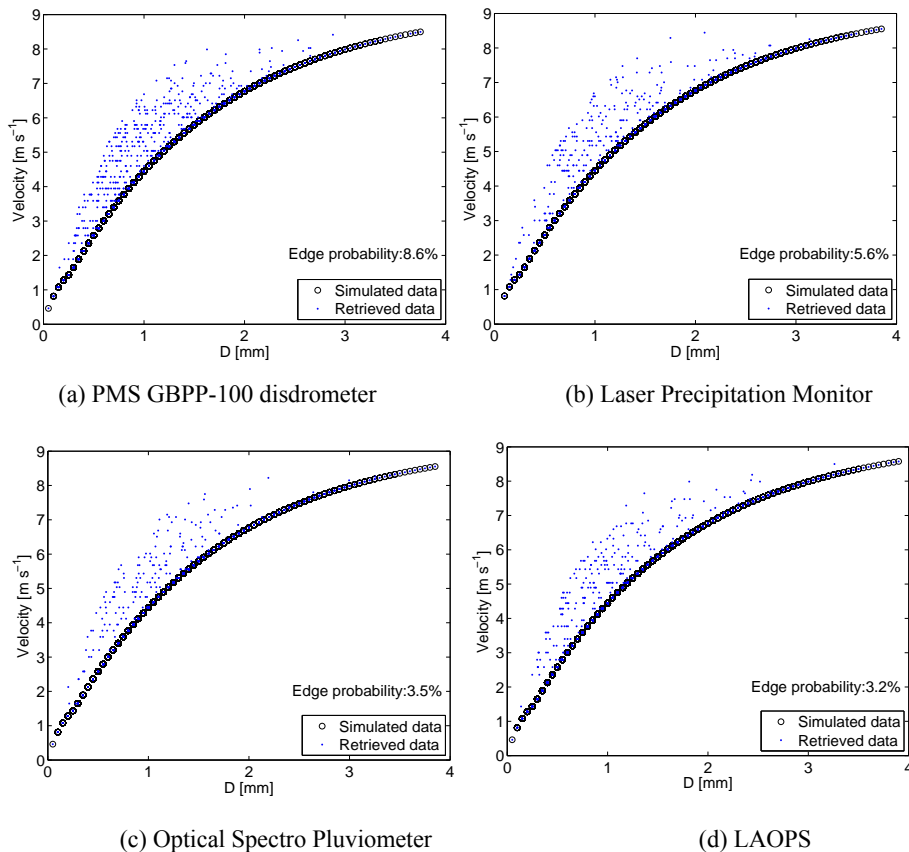 9
8
7
6
5
4
3
2
1
0
Velocity [m s⁻¹]
0 1 2 3 4
D [mm]
Edge probability:8.6%
Simulated data
Retrieved data
(a) PMS GBPP-100 disdrometer
9
8
7
6
5
4
3
2
1
0
Velocity [m s⁻¹]
0 1 2 3 4
D [mm]
Edge probability:5.6%
Simulated data
Retrieved data
(b) Laser Precipitation Monitor
9
8
7
6
5
4
3
2
1
0
Velocity [m s⁻¹]
0 1 2 3 4
D [mm]
Edge probability:3.5%
Simulated data
Retrieved data
(c) Optical Spectro Pluviometer
9
8
7
6
5
4
3
2
1
0
Velocity [m s⁻¹]
0 1 2 3 4
D [mm]
Edge probability:3.2%
Simulated data
Retrieved data
(d) LAOPS